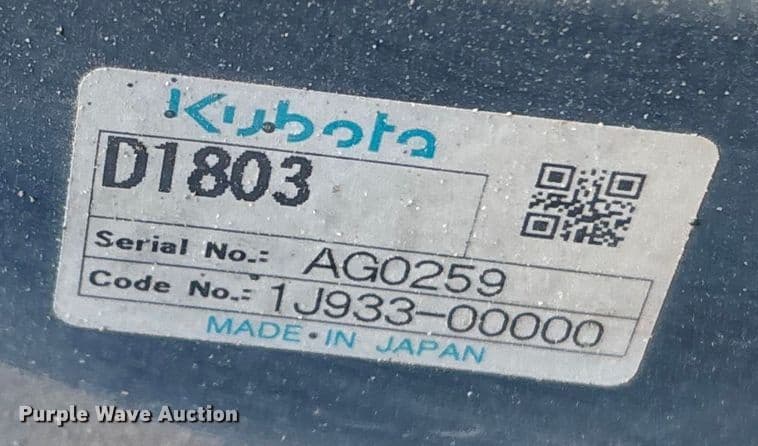 Kubota
D1803
Serial No.: AG0259
Code No.: 1J933-00000
MADE·IN JAPAN
Purple Wave Auction